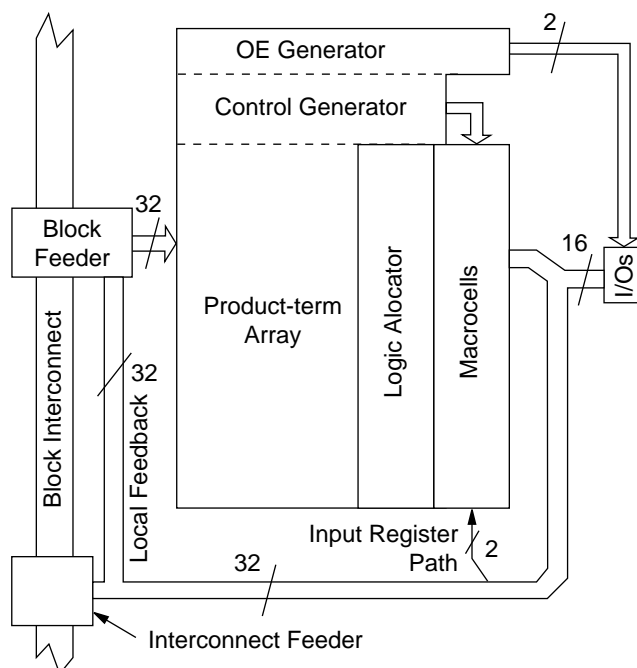 2
OE Generator
Control Generator
32
Block
Feeder
16
I/Os
Product-term
Array
Logic Alocator
Macrocells
32
Local Feedback
Block Interconnect
Input Register
Path
2
32
Interconnect Feeder